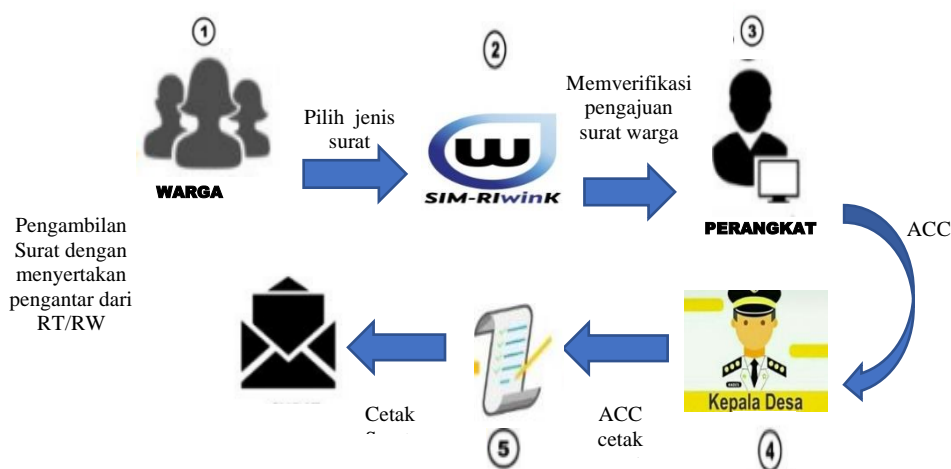 1
2
3
Pilih jenis
surat
Memverifikasi
pengajuan
surat warga
W
SIM-RIwinK
WARGA
PERANGKAT
ACC
Pengambilan
Surat dengan
menyertakan
pengantar dari
RT/RW
Kepala Desa
Cetak
ACC
cetak
5
4